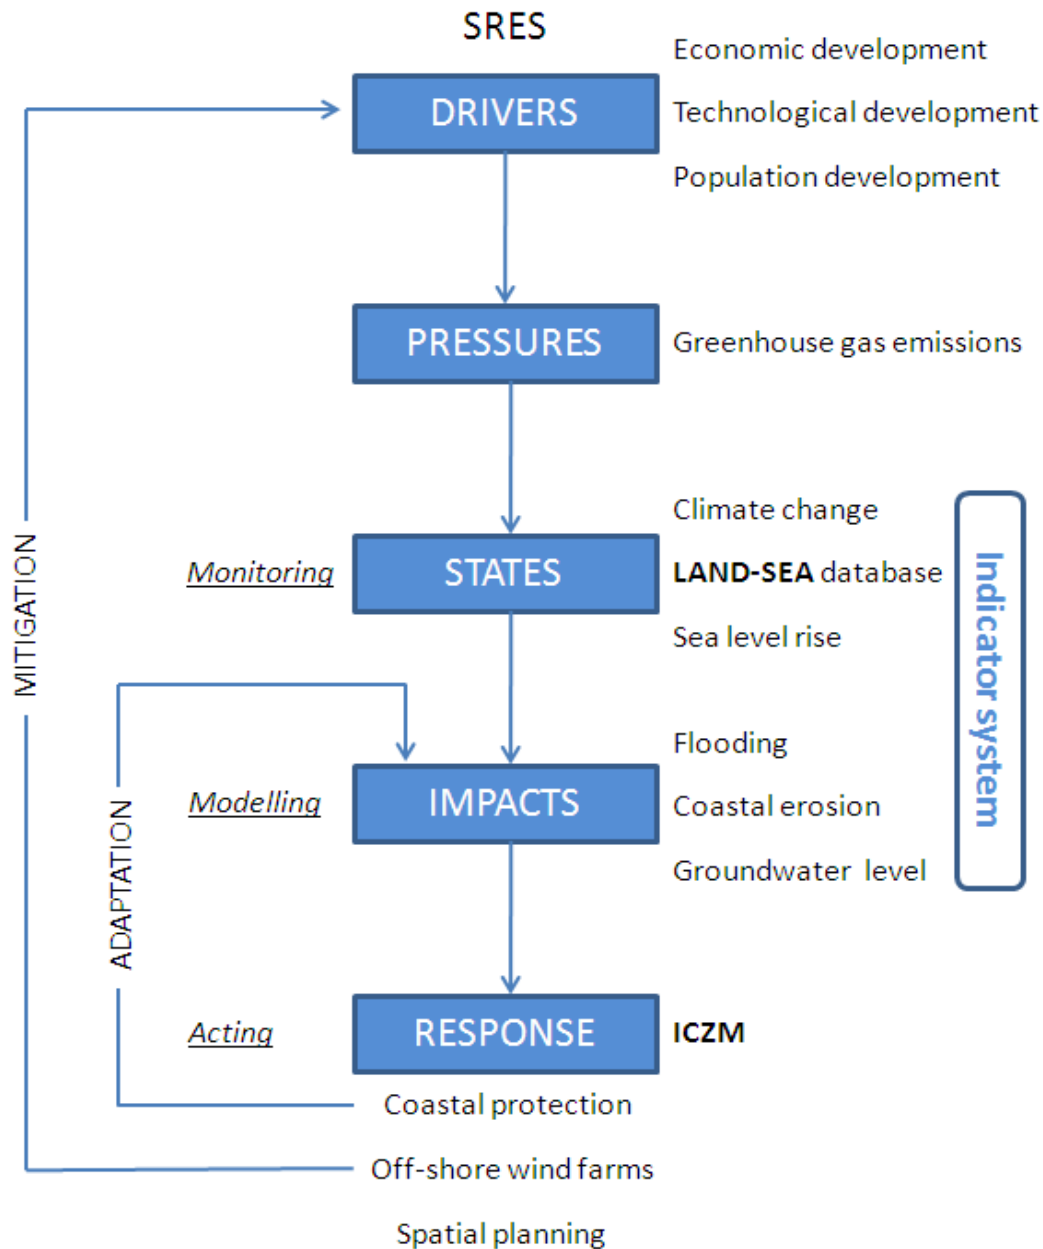 SRES
Economic development
DRIVERS
Technological development
Population development
PRESSURES
Greenhouse gas emissions
Climate change
Monitoring
STATES
LAND-SEA database
Sea level rise
Indicator system
MITIGATION
Flooding
Modelling
IMPACTS
Coastal erosion
Groundwater level
ADAPTATION
Acting
RESPONSE
ICZM
Coastal protection
Off-shore wind farms
Spatial planning